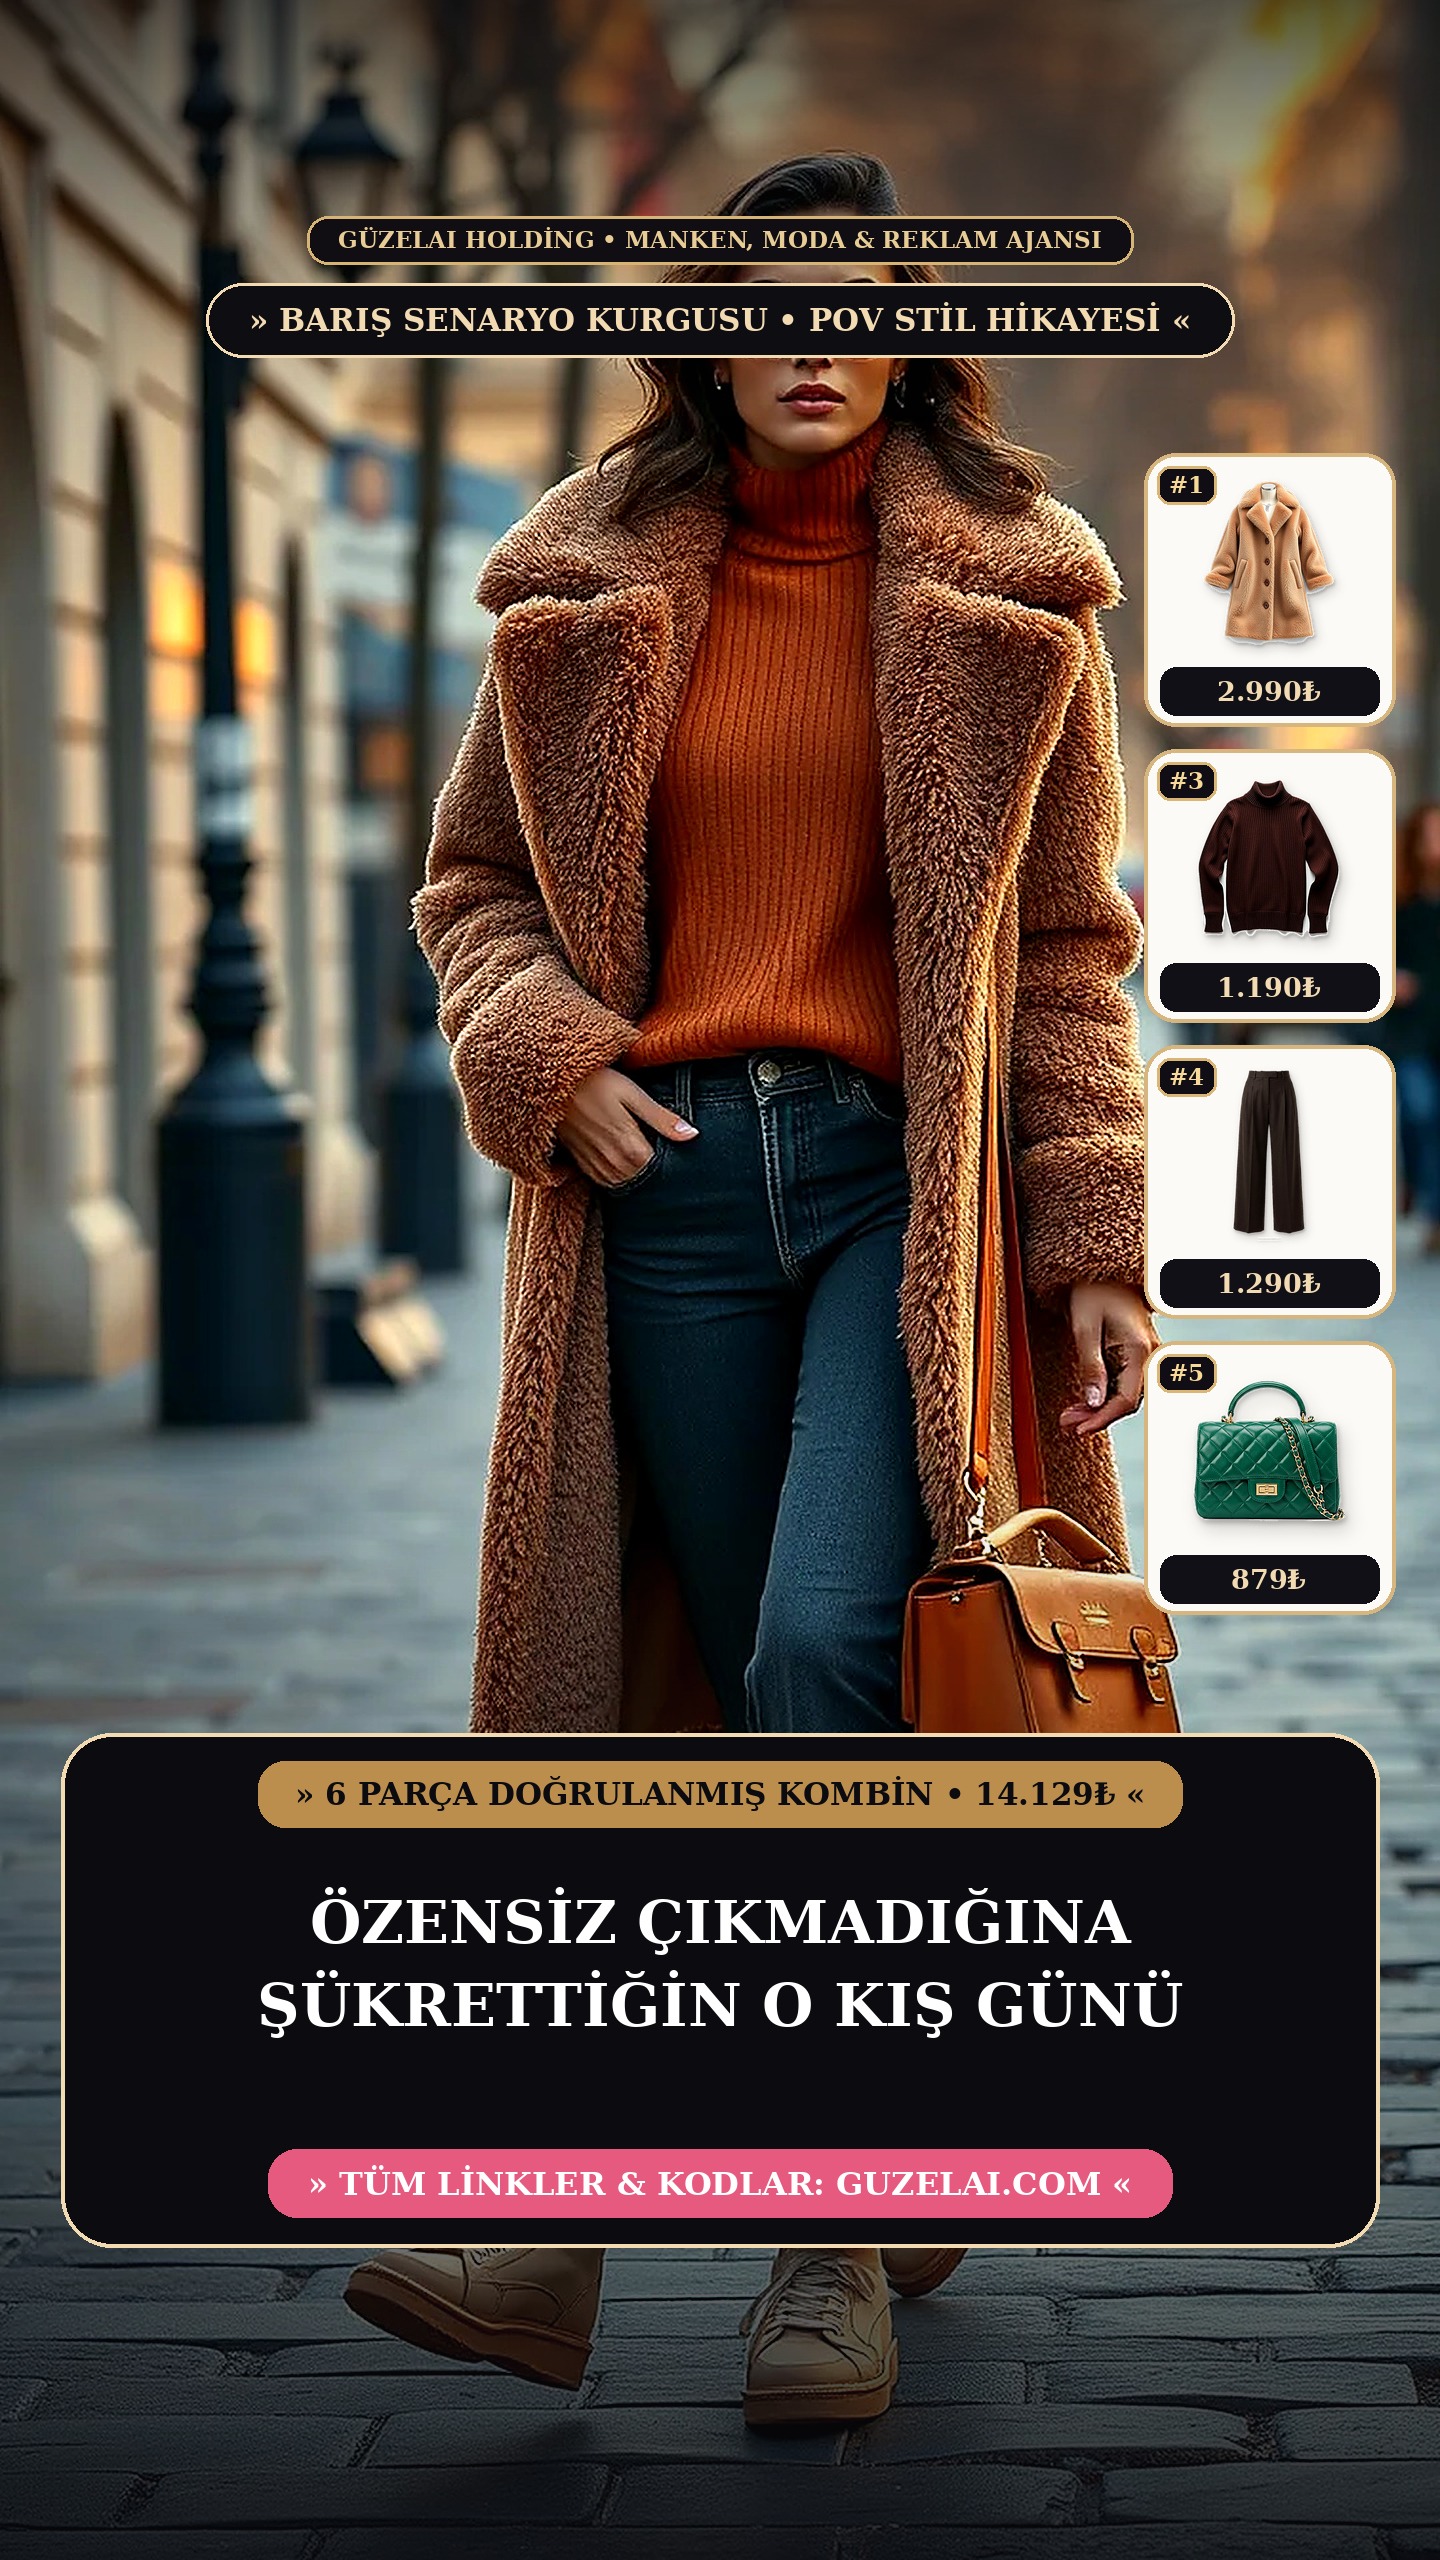 GÜZELAI HOLDİNG • MANKEN, MODA & REKLAM AJANSI
» BARIŞ SENARYO KURGUSU • POV STİL HİKAYESİ «
#1
2.990₺
#3
1.190₺
#4
1.290₺
#5
879₺
» 6 PARÇA DOĞRULANMIŞ KOMBİN • 14.129₺ «
ÖZENSİZ ÇIKMADIĞINA
ŞÜKRETTİĞİN O KIŞ GÜNÜ
» TÜM LİNKLER & KODLAR: GUZELAI.COM «